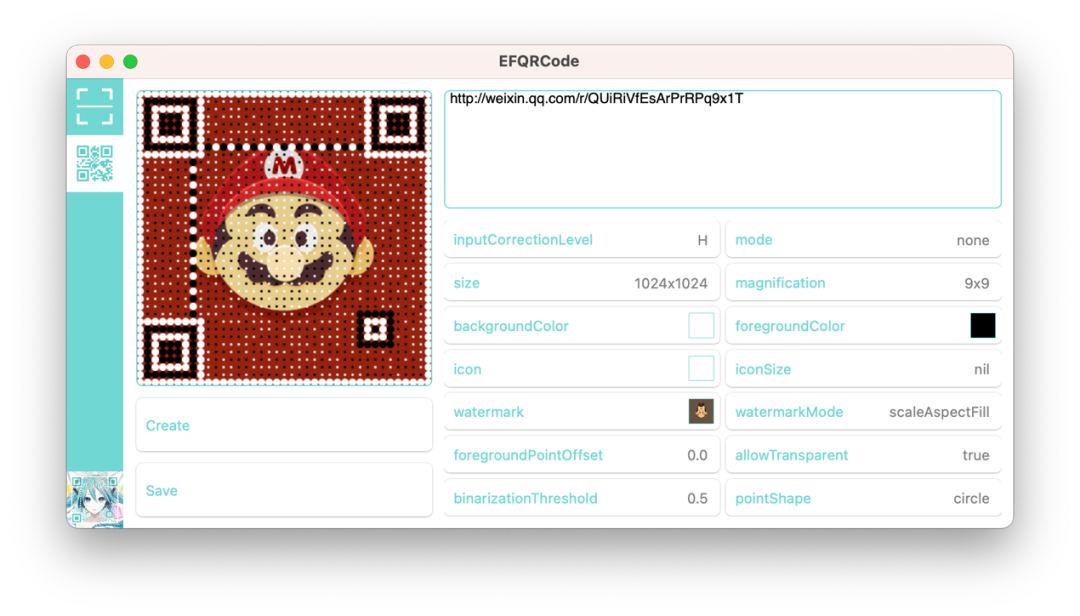 EFQRCode
M
http://weixin.qq.com/r/QUiRiVfEsArPrRPq9x1T
inputCorrectionLevel H
mode none
size 1024x1024
magnification 9x9
backgroundColor
foregroundColor
icon
iconSize nil
watermark
watermarkMode scaleAspectFill
foregroundPointOffset 0.0
allowTransparent true
binarizationThreshold 0.5
pointShape circle
Create
Save